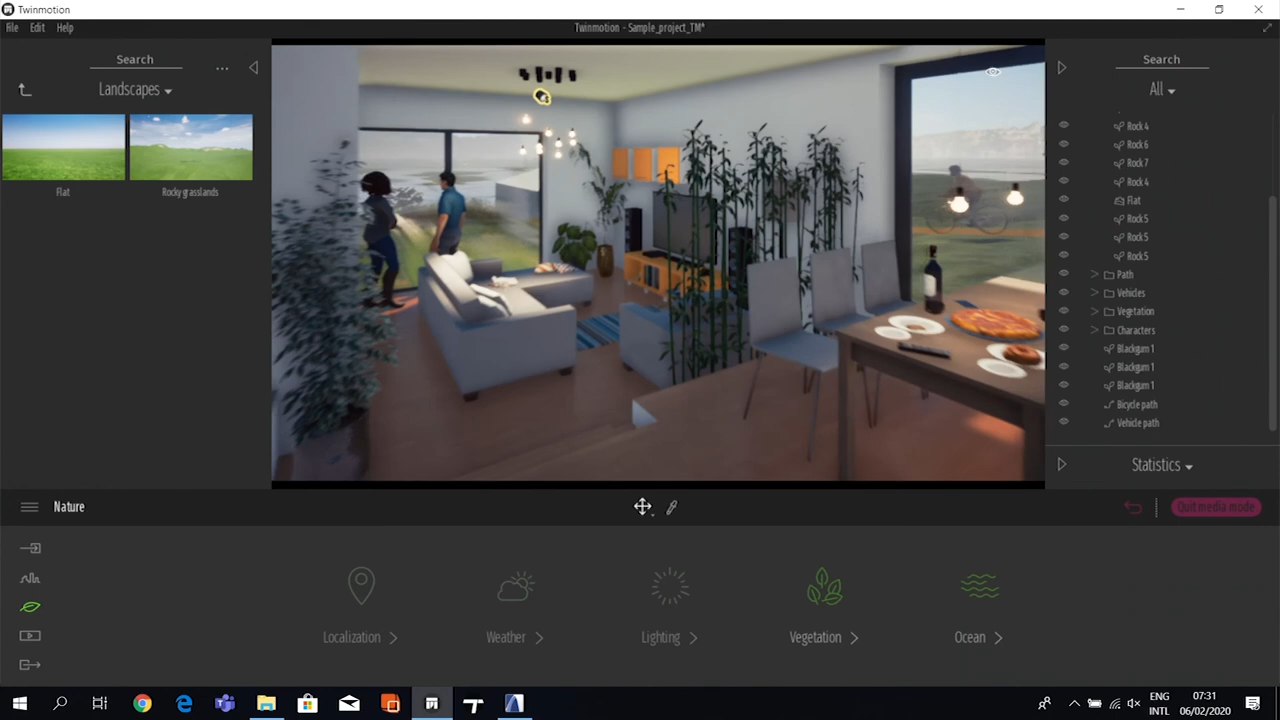 Twinmotion
File Edit Help
Twinmotion - Sample_project_TM*
Search
...
Landscapes
Flat
Rocky grasslands
Search
All
Rock 4
Rock 6
Rock 7
Rock 4
Flat
Rock 5
Rock 5
Rock 5
Path
Vehicles
Vegetation
Characters
Blackgum 1
Blackgum 1
Blackgum 1
Bicycle path
Vehicle path
Statistics
Nature
Quit media mode
Localization
Weather
Lighting
Vegetation
Ocean
ENG
INTL
07:31
06/02/2020